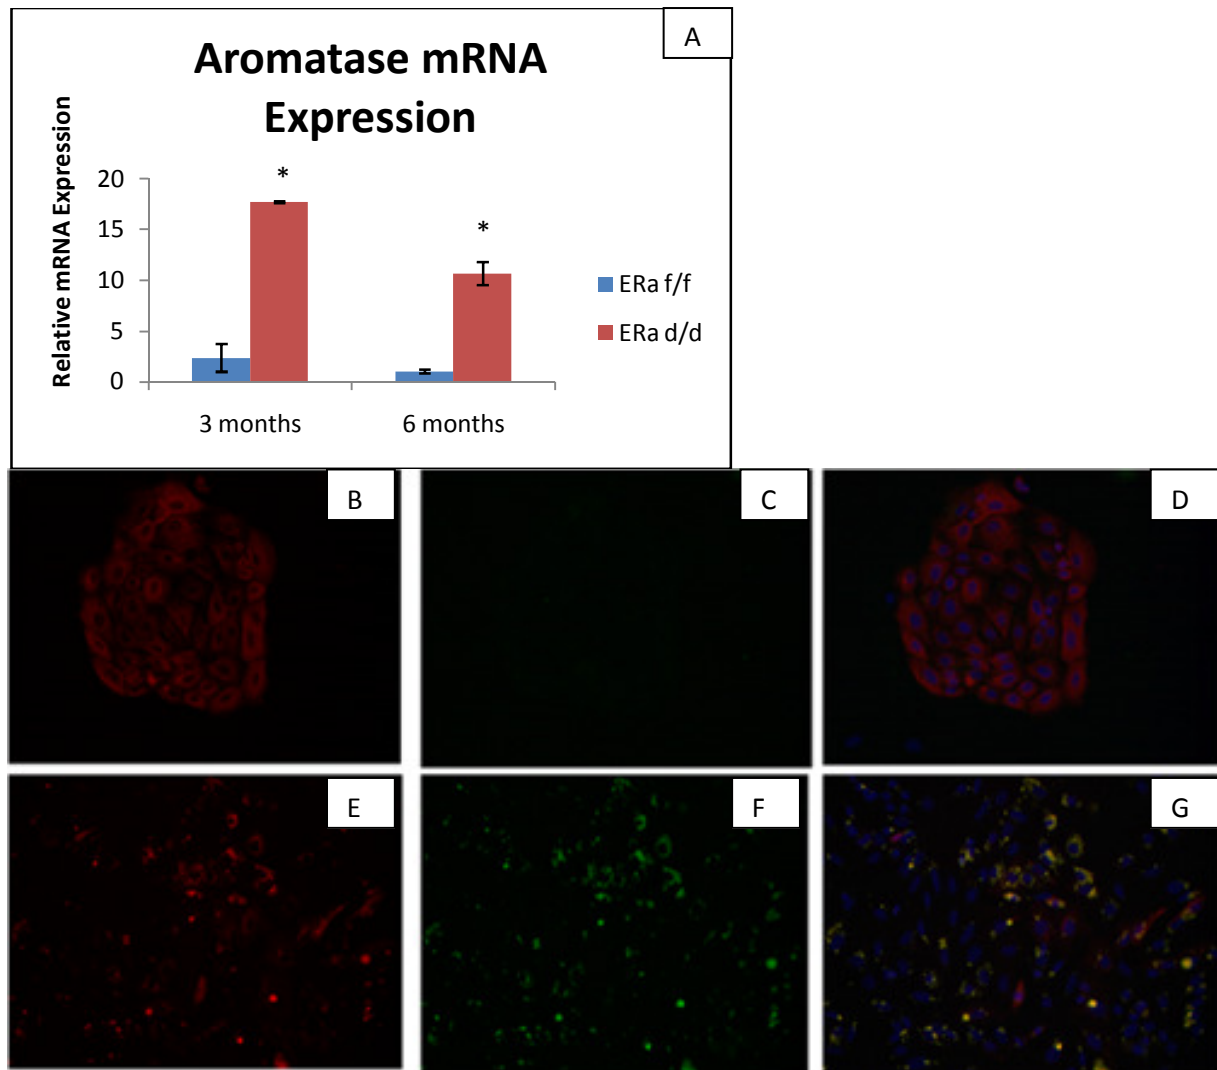 A
Aromatase mRNA
Expression
Relative mRNA Expression
20
15
10
5
0
*
*
3 months
6 months
ERa f/f
ERa d/d
B
C
D
E
F
G